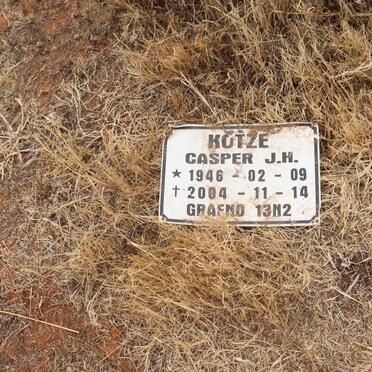 KOTZE
CASPER J.H.
★ 1946 - 02 - 09
† 2004 - 11 - 14
GRAFNO 13N2